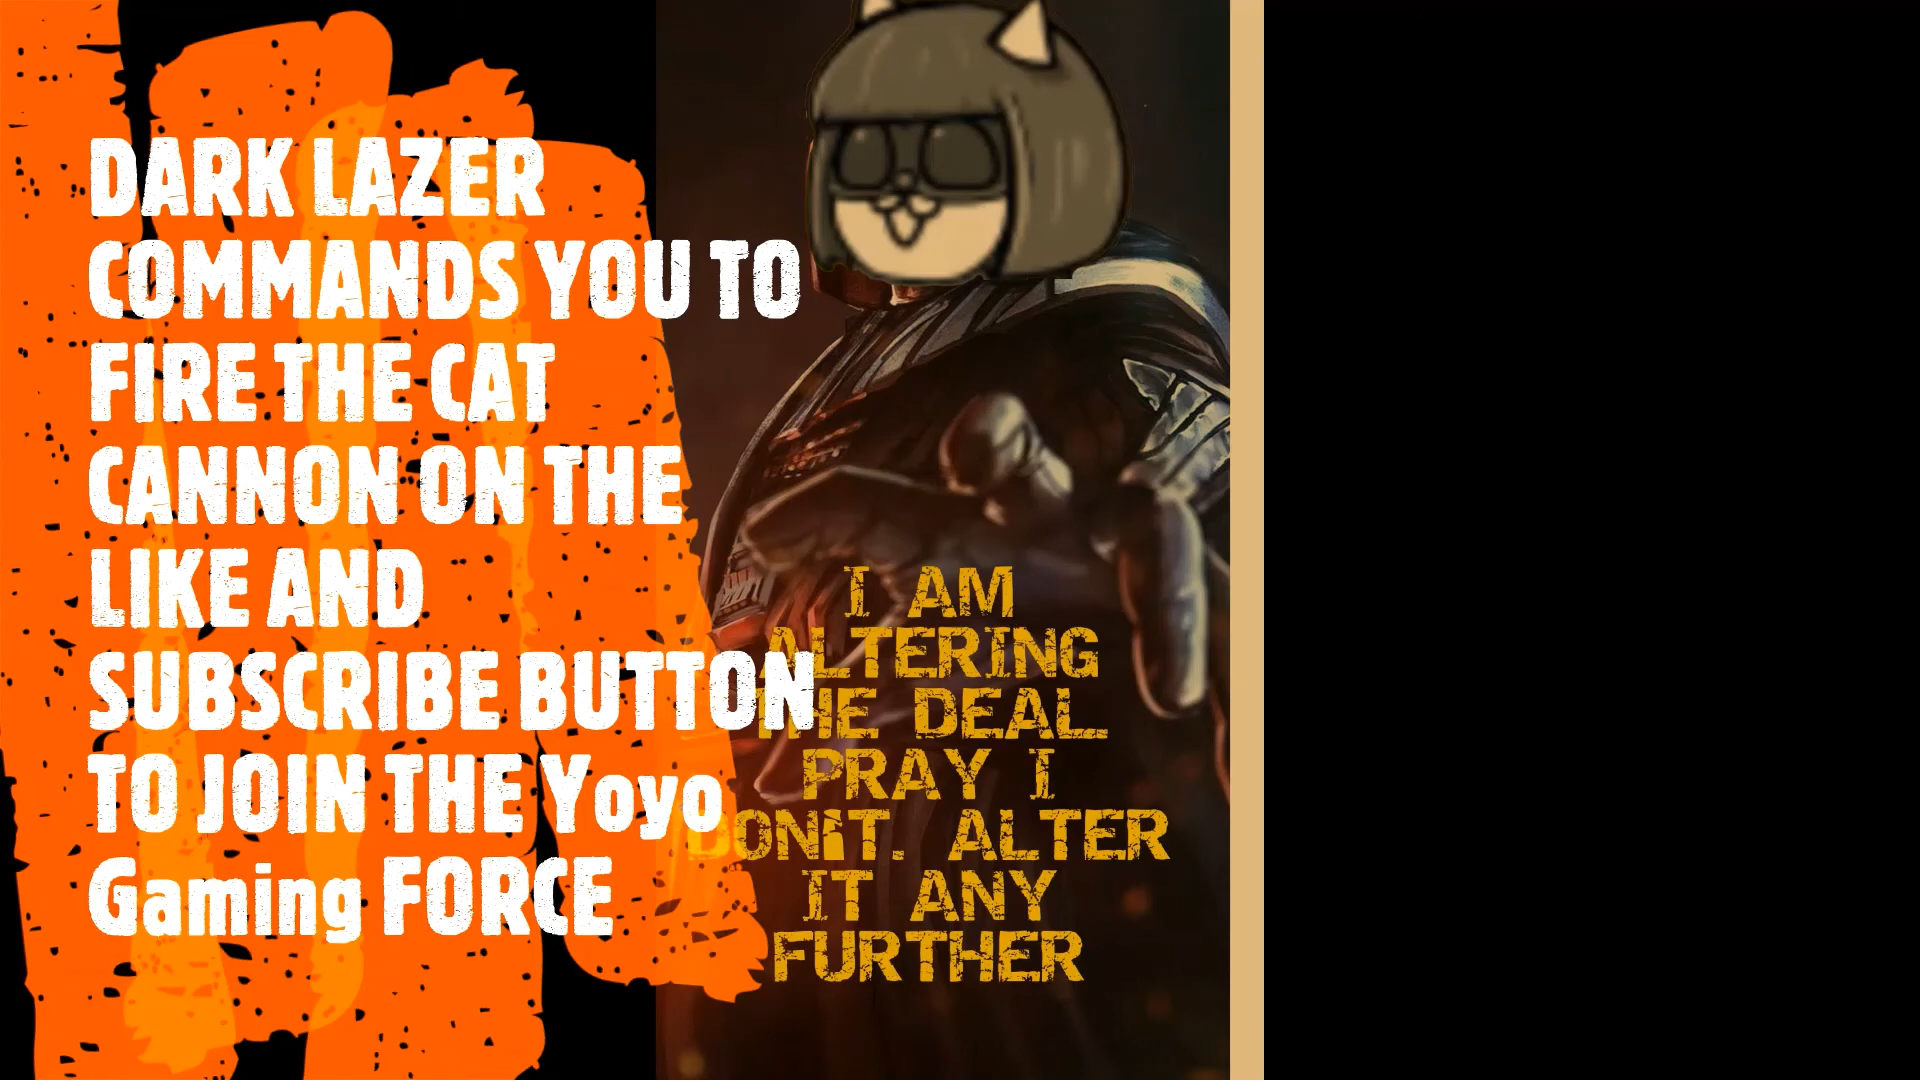 DARK LAZER
COMMANDS YOU TO
FIRE THE CAT
CANNON ON THE
LIKE AND
SUBSCRIBE BUTTON
TO JOIN THE Yoyo
Gaming FORCE
I AM
ALTERING
THE DEAL.
PRAY I
DON'T. ALTER
IT ANY
FURTHER